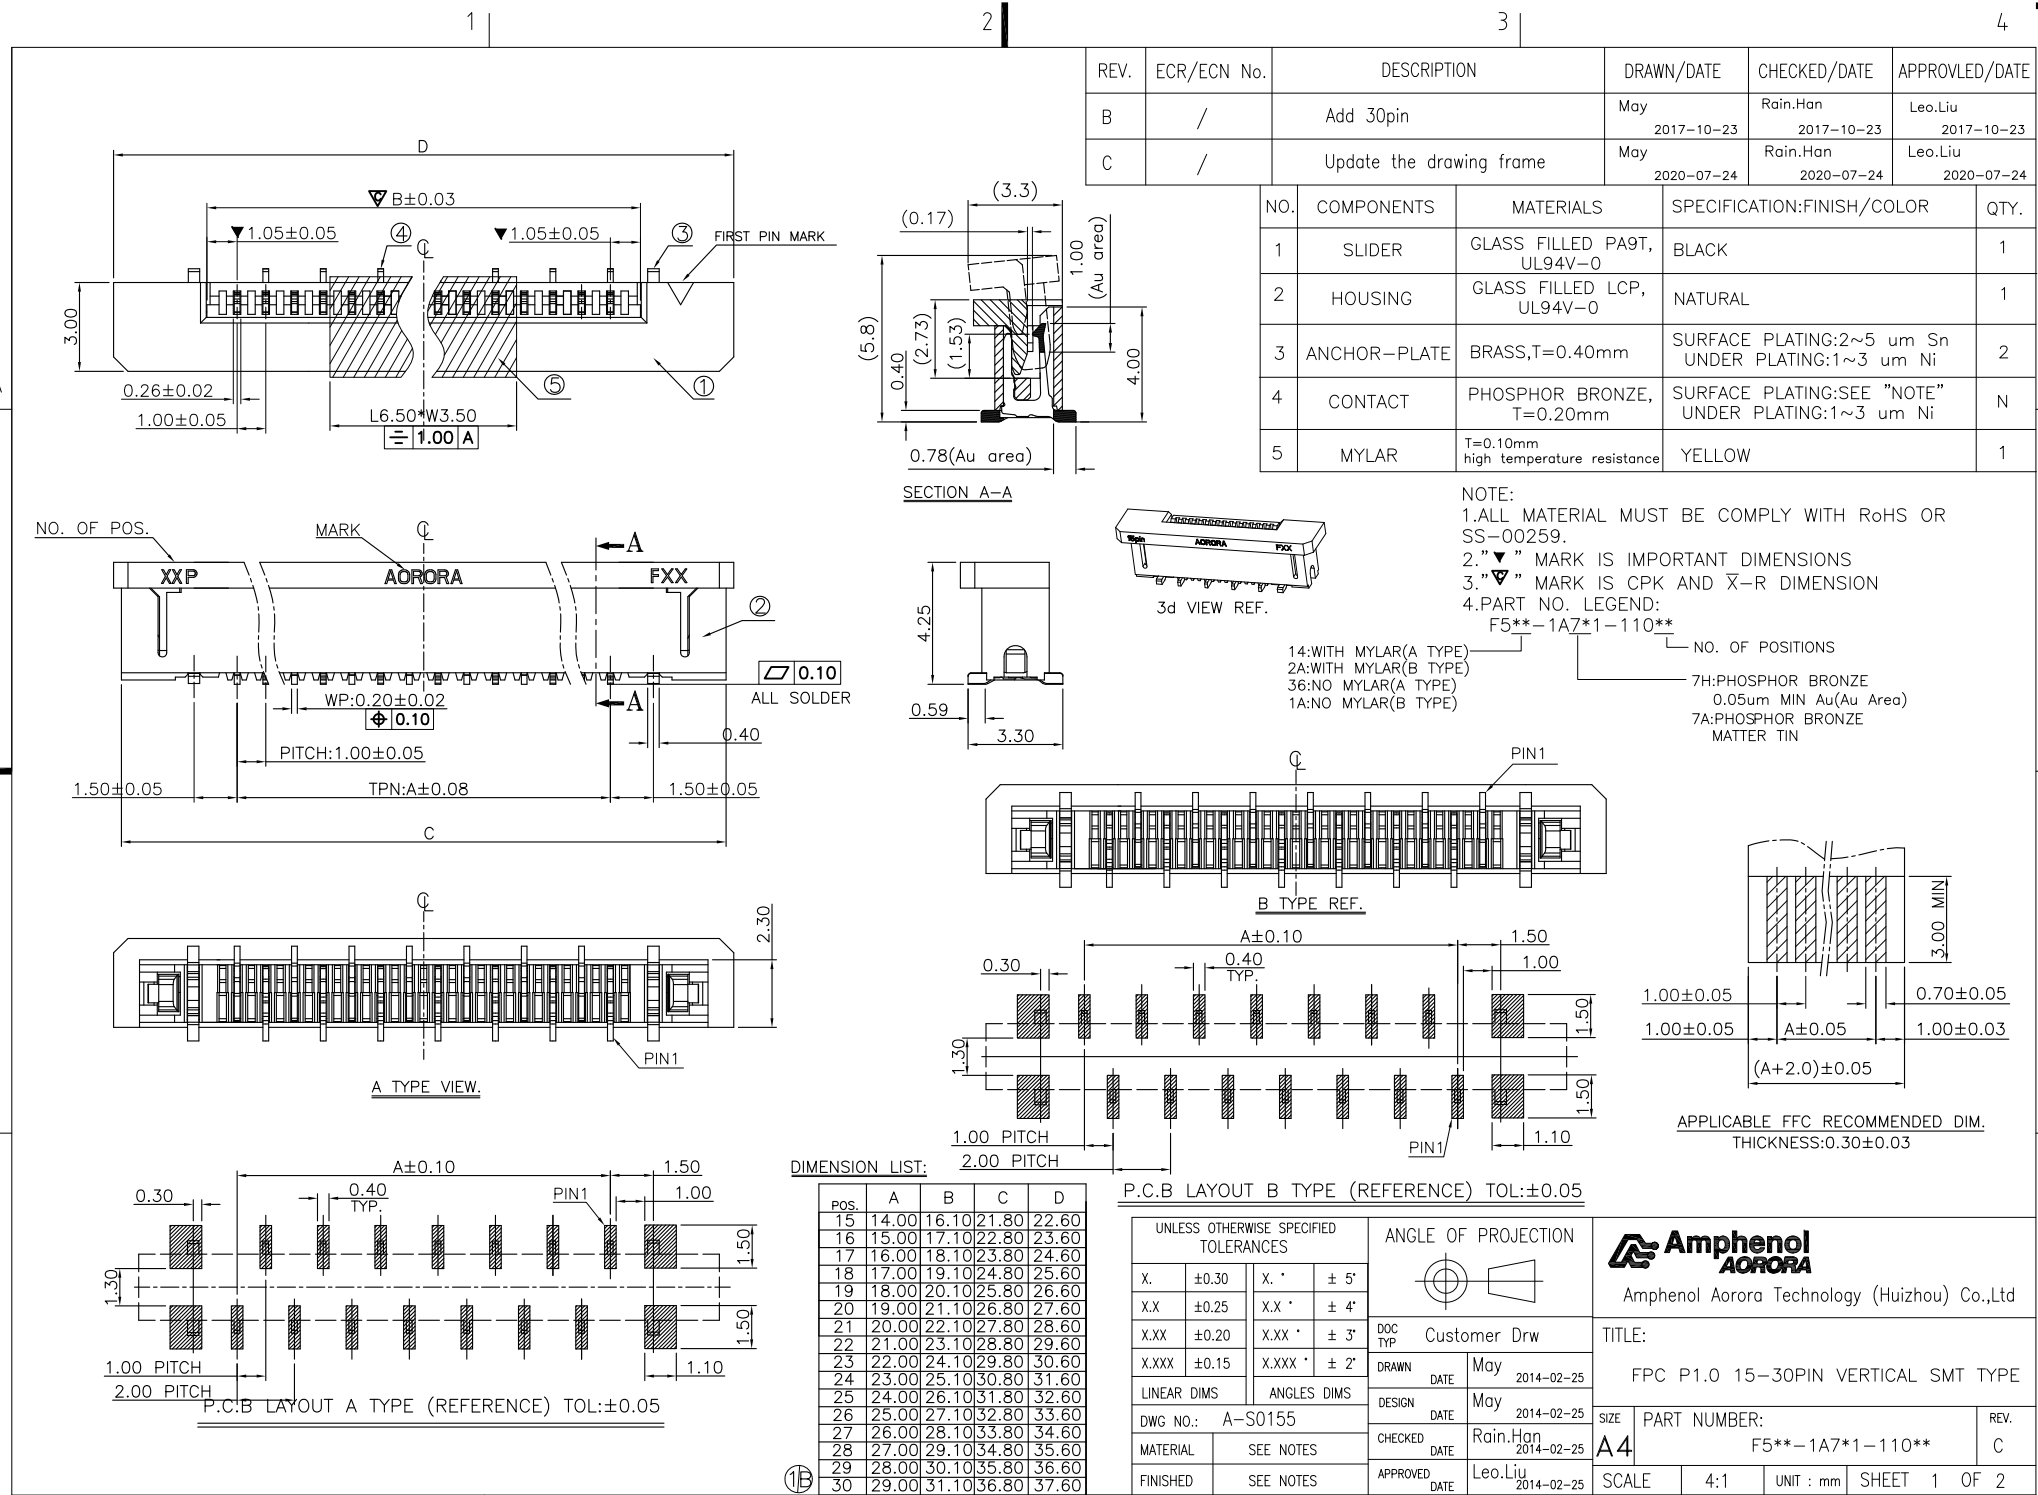 1 2 3 4
REV. ECR/ECN No. DESCRIPTION DRAWN/DATE CHECKED/DATE APPROVLED/DATE
B / Add 30pin May 2017-10-23 Rain.Han 2017-10-23 Leo.Liu 2017-10-23
C / Update the drawing frame May 2020-07-24 Rain.Han 2020-07-24 Leo.Liu 2020-07-24
NO. COMPONENTS MATERIALS SPECIFICATION:FINISH/COLOR QTY.
1 SLIDER GLASS FILLED PA9T, UL94V-0 BLACK 1
2 HOUSING GLASS FILLED LCP, UL94V-0 NATURAL 1
3 ANCHOR-PLATE BRASS,T=0.40mm SURFACE PLATING:2~5 um Sn UNDER PLATING:1~3 um Ni 2
4 CONTACT PHOSPHOR BRONZE, T=0.20mm SURFACE PLATING:SEE "NOTE" UNDER PLATING:1~3 um Ni N
5 MYLAR T=0.10mm high temperature resistance YELLOW 1
D
C B±0.03
▼1.05±0.05 ④ ℄ ▼1.05±0.05 ③ FIRST PIN MARK
3.00
0.26±0.02
1.00±0.05
L6.50*W3.50
⌯ 1.00 A
⑤ ①
(3.3)
(0.17)
1.00
(Au area)
(5.8)
(2.73)
(1.53)
0.40
4.00
0.78(Au area)
SECTION A-A
NO. OF POS. MARK ℄ A
XXP AORORA FXX
②
⏥ 0.10
ALL SOLDER
WP:0.20±0.02
⌖ 0.10
A
0.40
PITCH:1.00±0.05
1.50±0.05 TPN:A±0.08 1.50±0.05
C
4.25
0.59
3.30
15pin AORORA FXX
3d VIEW REF.
NOTE:
1.ALL MATERIAL MUST BE COMPLY WITH RoHS OR
SS-00259.
2."▼" MARK IS IMPORTANT DIMENSIONS
3."C" MARK IS CPK AND X̄-R DIMENSION
4.PART NO. LEGEND:
F5**-1A7*1-110**
NO. OF POSITIONS
14:WITH MYLAR(A TYPE)
2A:WITH MYLAR(B TYPE)
36:NO MYLAR(A TYPE)
1A:NO MYLAR(B TYPE)
7H:PHOSPHOR BRONZE
0.05um MIN Au(Au Area)
7A:PHOSPHOR BRONZE
MATTER TIN
℄ PIN1
B TYPE REF.
℄
2.30
PIN1
A TYPE VIEW.
A±0.10 1.50
0.30 0.40 TYP. 1.00
1.50
1.30
1.50
1.00 PITCH
2.00 PITCH
PIN1 1.10
P.C.B LAYOUT B TYPE (REFERENCE) TOL:±0.05
3.00 MIN
1.00±0.05 0.70±0.05
1.00±0.05 A±0.05 1.00±0.03
(A+2.0)±0.05
APPLICABLE FFC RECOMMENDED DIM.
THICKNESS:0.30±0.03
A±0.10 1.50
0.30 0.40 TYP. PIN1 1.00
1.50
1.30
1.50
1.00 PITCH
2.00 PITCH
1.10
P.C.B LAYOUT A TYPE (REFERENCE) TOL:±0.05
DIMENSION LIST:
POS. A B C D
15 14.00 16.10 21.80 22.60
16 15.00 17.10 22.80 23.60
17 16.00 18.10 23.80 24.60
18 17.00 19.10 24.80 25.60
19 18.00 20.10 25.80 26.60
20 19.00 21.10 26.80 27.60
21 20.00 22.10 27.80 28.60
22 21.00 23.10 28.80 29.60
23 22.00 24.10 29.80 30.60
24 23.00 25.10 30.80 31.60
25 24.00 26.10 31.80 32.60
26 25.00 27.10 32.80 33.60
27 26.00 28.10 33.80 34.60
28 27.00 29.10 34.80 35.60
29 28.00 30.10 35.80 36.60
30 29.00 31.10 36.80 37.60
1B
UNLESS OTHERWISE SPECIFIED
TOLERANCES
X. ±0.30 X. ° ± 5°
X.X ±0.25 X.X ° ± 4°
X.XX ±0.20 X.XX ° ± 3°
X.XXX ±0.15 X.XXX ° ± 2°
LINEAR DIMS ANGLES DIMS
DWG NO.: A-S0155
MATERIAL SEE NOTES
FINISHED SEE NOTES
ANGLE OF PROJECTION
DOC TYP Customer Drw
DRAWN DATE May 2014-02-25
DESIGN DATE May 2014-02-25
CHECKED DATE Rain.Han 2014-02-25
APPROVED DATE Leo.Liu 2014-02-25
Amphenol
AORORA
Amphenol Aorora Technology (Huizhou) Co.,Ltd
TITLE:
FPC P1.0 15-30PIN VERTICAL SMT TYPE
SIZE A4 PART NUMBER: F5**-1A7*1-110** REV. C
SCALE 4:1 UNIT : mm SHEET 1 OF 2